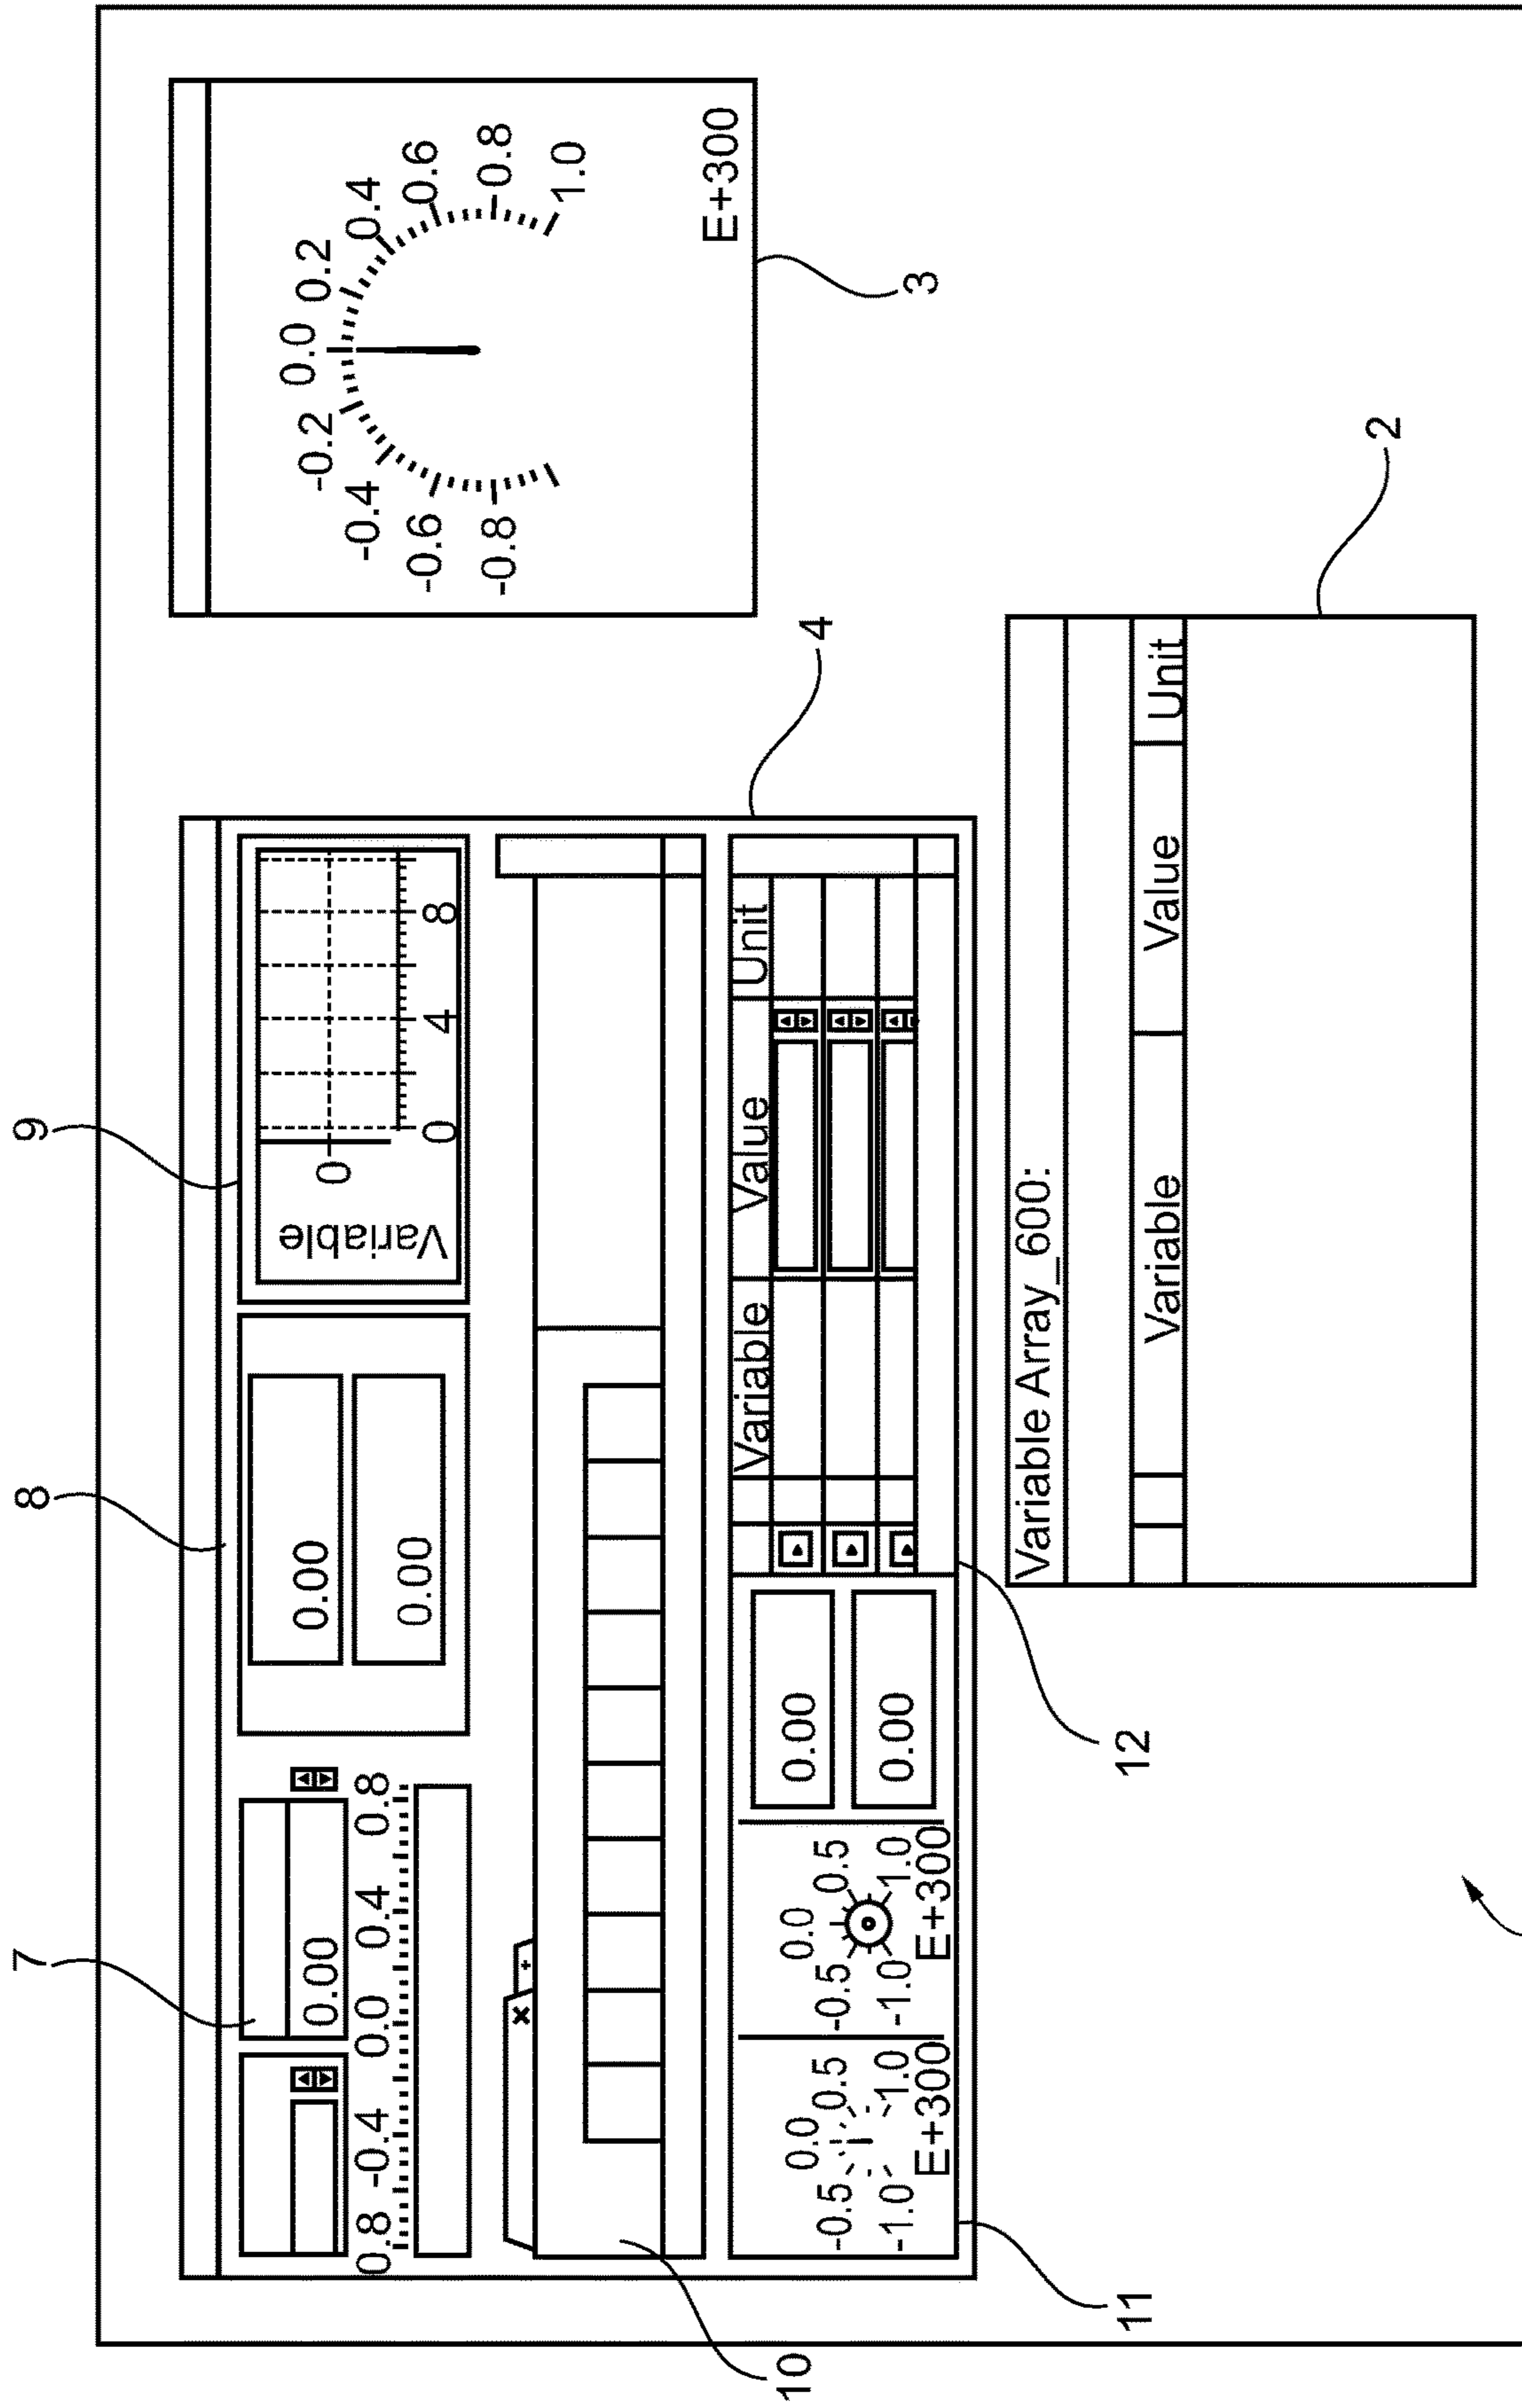 7
8
9
0.00
0.8 -0.4 0.0 0.4 0.8
0.00
0.00
Variable
0
0 4 8
-0.8
-0.6
-0.4
-0.2
0.0
0.2
0.4
0.6
0.8
1.0
E+300
3
4
10
× +
-0.5 0.0 0.5
-1.0 1.0
E+300
-0.5 0.0 0.5
-1.0 1.0
E+300
0.00
0.00
Variable Value Unit
11
12
Variable Array_600:
Variable Value Unit
2